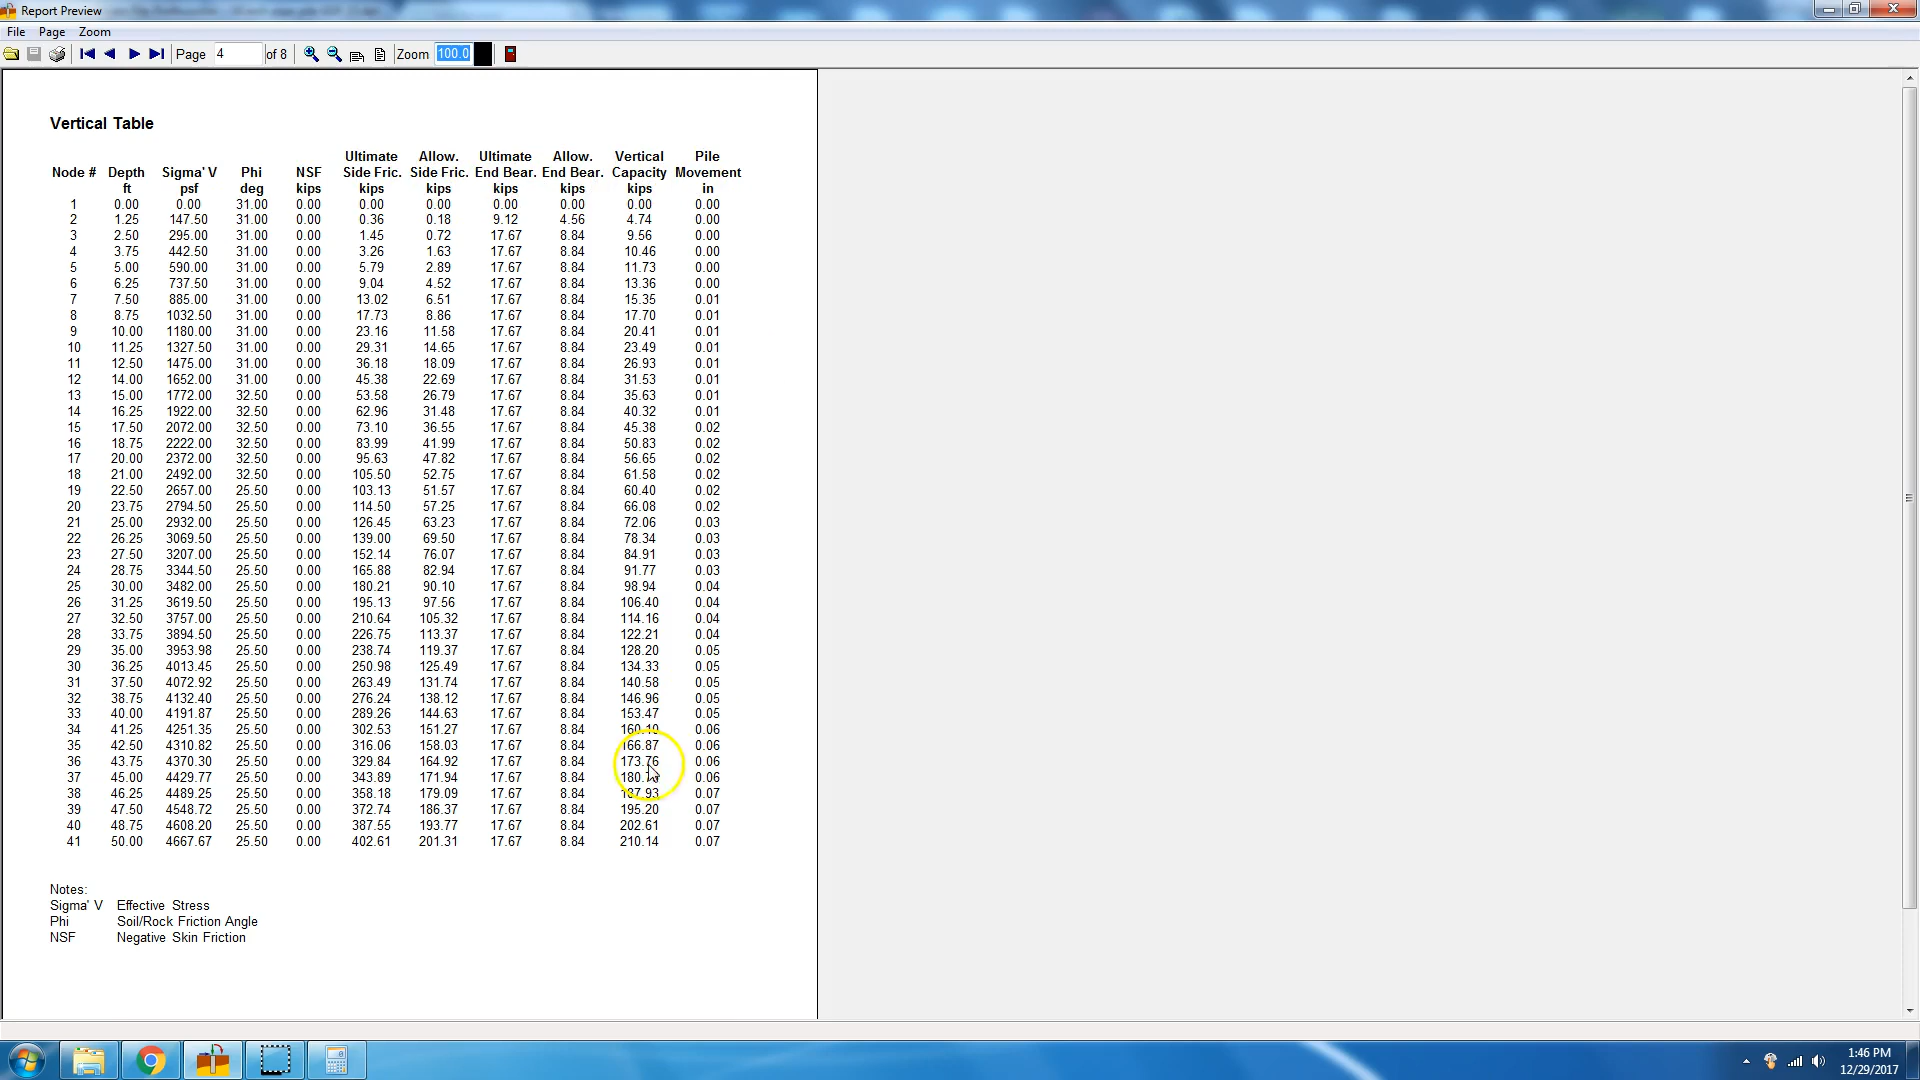 Report Preview
File Page Zoom
Page 4 of 8 Zoom 100.0
Vertical Table
Ultimate Allow. Ultimate Allow. Vertical Pile
Node # Depth Sigma' V Phi NSF Side Fric. Side Fric. End Bear. End Bear. Capacity Movement
ft psf deg kips kips kips kips kips kips in
1 0.00 0.00 31.00 0.00 0.00 0.00 0.00 0.00 0.00 0.00
2 1.25 147.50 31.00 0.00 0.36 0.18 9.12 4.56 4.74 0.00
3 2.50 295.00 31.00 0.00 1.45 0.72 17.67 8.84 9.56 0.00
4 3.75 442.50 31.00 0.00 3.26 1.63 17.67 8.84 10.46 0.00
5 5.00 590.00 31.00 0.00 5.79 2.89 17.67 8.84 11.73 0.00
6 6.25 737.50 31.00 0.00 9.04 4.52 17.67 8.84 13.36 0.00
7 7.50 885.00 31.00 0.00 13.02 6.51 17.67 8.84 15.35 0.01
8 8.75 1032.50 31.00 0.00 17.73 8.86 17.67 8.84 17.70 0.01
9 10.00 1180.00 31.00 0.00 23.16 11.58 17.67 8.84 20.41 0.01
10 11.25 1327.50 31.00 0.00 29.31 14.65 17.67 8.84 23.49 0.01
11 12.50 1475.00 31.00 0.00 36.18 18.09 17.67 8.84 26.93 0.01
12 14.00 1652.00 31.00 0.00 45.38 22.69 17.67 8.84 31.53 0.01
13 15.00 1772.00 32.50 0.00 53.58 26.79 17.67 8.84 35.63 0.01
14 16.25 1922.00 32.50 0.00 62.96 31.48 17.67 8.84 40.32 0.01
15 17.50 2072.00 32.50 0.00 73.10 36.55 17.67 8.84 45.38 0.02
16 18.75 2222.00 32.50 0.00 83.99 41.99 17.67 8.84 50.83 0.02
17 20.00 2372.00 32.50 0.00 95.63 47.82 17.67 8.84 56.65 0.02
18 21.00 2492.00 32.50 0.00 105.50 52.75 17.67 8.84 61.58 0.02
19 22.50 2657.00 25.50 0.00 103.13 51.57 17.67 8.84 60.40 0.02
20 23.75 2794.50 25.50 0.00 114.50 57.25 17.67 8.84 66.08 0.02
21 25.00 2932.00 25.50 0.00 126.45 63.23 17.67 8.84 72.06 0.03
22 26.25 3069.50 25.50 0.00 139.00 69.50 17.67 8.84 78.34 0.03
23 27.50 3207.00 25.50 0.00 152.14 76.07 17.67 8.84 84.91 0.03
24 28.75 3344.50 25.50 0.00 165.88 82.94 17.67 8.84 91.77 0.03
25 30.00 3482.00 25.50 0.00 180.21 90.10 17.67 8.84 98.94 0.04
26 31.25 3619.50 25.50 0.00 195.13 97.56 17.67 8.84 106.40 0.04
27 32.50 3757.00 25.50 0.00 210.64 105.32 17.67 8.84 114.16 0.04
28 33.75 3894.50 25.50 0.00 226.75 113.37 17.67 8.84 122.21 0.04
29 35.00 3953.98 25.50 0.00 238.74 119.37 17.67 8.84 128.20 0.05
30 36.25 4013.45 25.50 0.00 250.98 125.49 17.67 8.84 134.33 0.05
31 37.50 4072.92 25.50 0.00 263.49 131.74 17.67 8.84 140.58 0.05
32 38.75 4132.40 25.50 0.00 276.24 138.12 17.67 8.84 146.96 0.05
33 40.00 4191.87 25.50 0.00 289.26 144.63 17.67 8.84 153.47 0.05
34 41.25 4251.35 25.50 0.00 302.53 151.27 17.67 8.84 160.10 0.06
35 42.50 4310.82 25.50 0.00 316.06 158.03 17.67 8.84 166.87 0.06
36 43.75 4370.30 25.50 0.00 329.84 164.92 17.67 8.84 173.76 0.06
37 45.00 4429.77 25.50 0.00 343.89 171.94 17.67 8.84 0.06
38 46.25 4489.25 25.50 0.00 358.18 179.09 17.67 8.84 187.93 0.07
39 47.50 4548.72 25.50 0.00 372.74 186.37 17.67 8.84 195.20 0.07
40 48.75 4608.20 25.50 0.00 387.55 193.77 17.67 8.84 202.61 0.07
41 50.00 4667.67 25.50 0.00 402.61 201.31 17.67 8.84 210.14 0.07
Notes:
Sigma' V Effective Stress
Phi Soil/Rock Friction Angle
NSF Negative Skin Friction
1:46 PM
12/29/2017